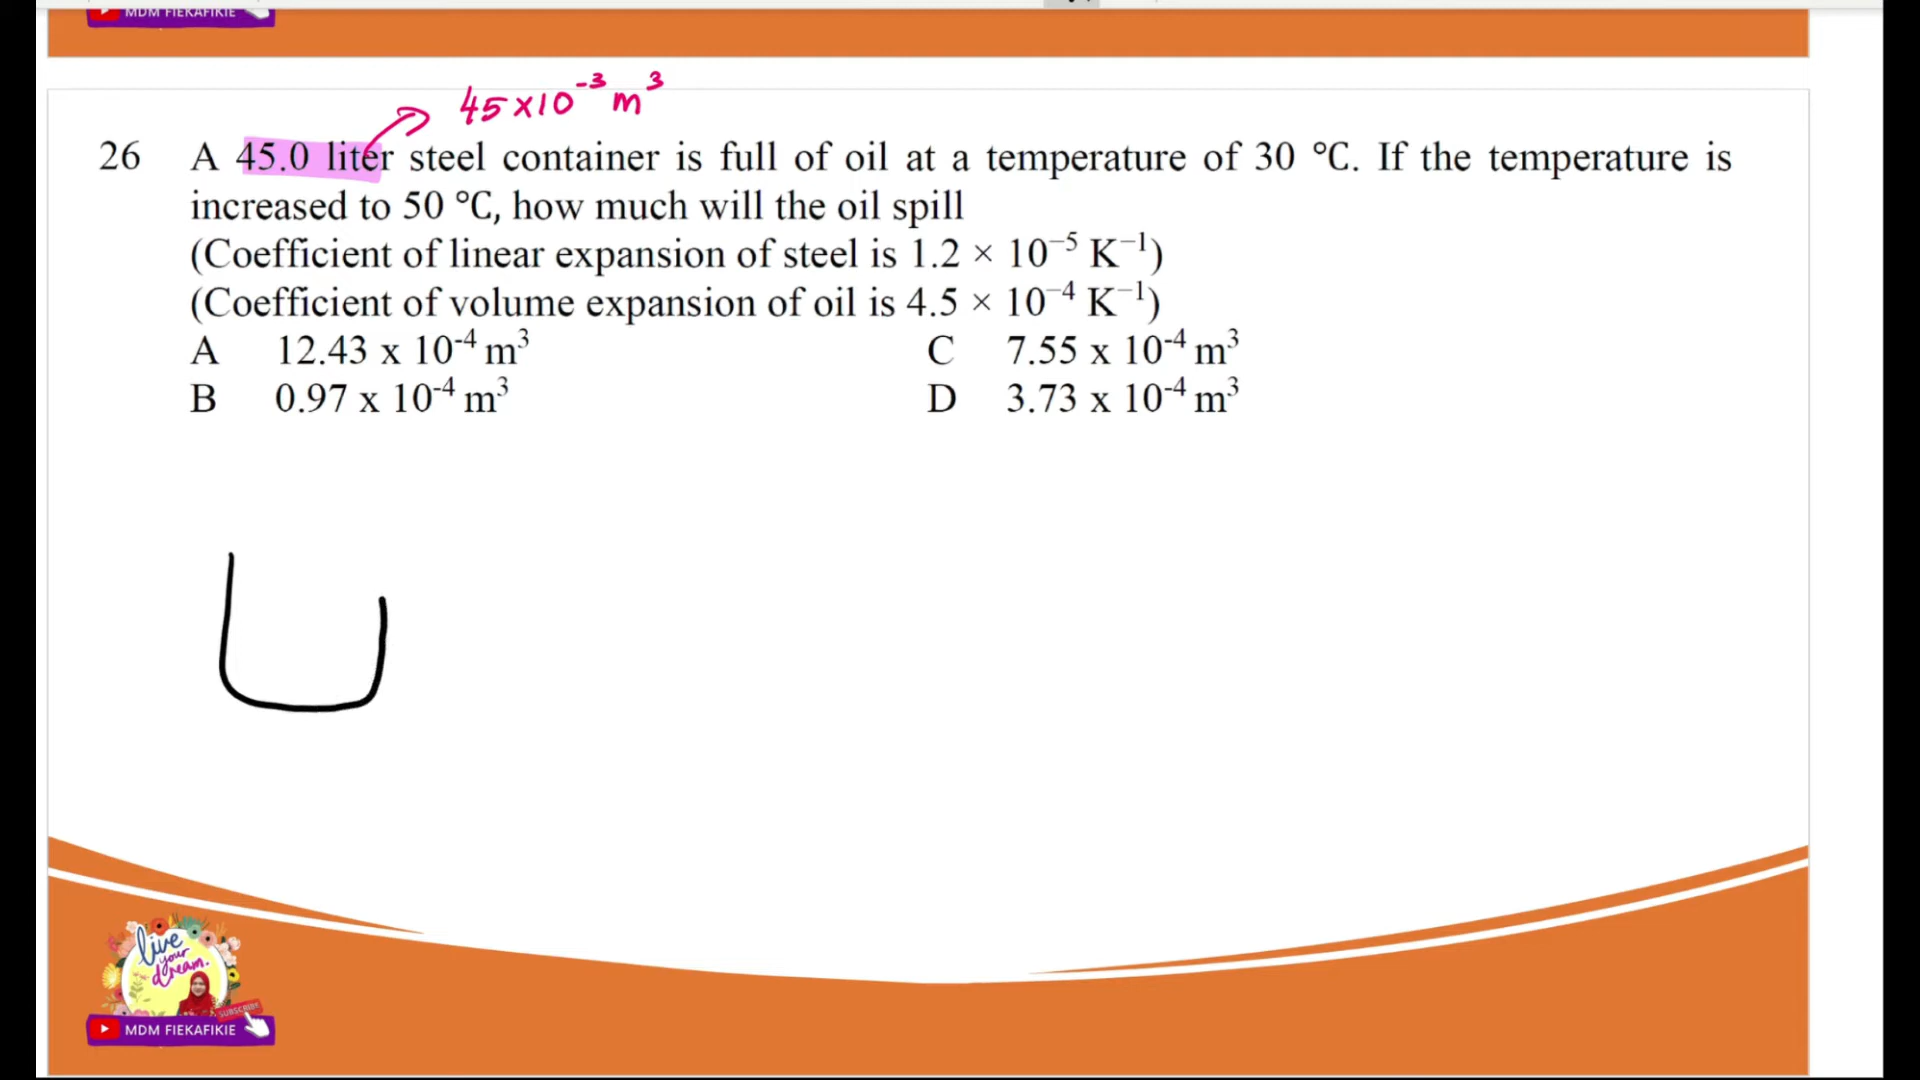 MDM FIEKAFIKIE
45×10⁻³ m³
26 A 45.0 liter steel container is full of oil at a temperature of 30 °C. If the temperature is
increased to 50 °C, how much will the oil spill
(Coefficient of linear expansion of steel is 1.2 × 10⁻⁵ K⁻¹)
(Coefficient of volume expansion of oil is 4.5 × 10⁻⁴ K⁻¹)
A 12.43 x 10⁻⁴ m³ C 7.55 x 10⁻⁴ m³
B 0.97 x 10⁻⁴ m³ D 3.73 x 10⁻⁴ m³
live
your
dream.
SUBSCRIBE
MDM FIEKAFIKIE